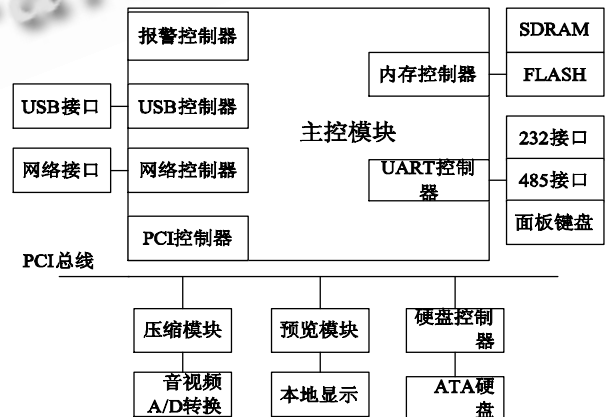 报警控制器
SDRAM
内存控制器
FLASH
USB接口
USB控制器
主控模块
232接口
网络接口
网络控制器
UART控制
器
485接口
面板键盘
PCI控制器
PCI总线
压缩模块
预览模块
硬盘控制
器
音视频
A/D转换
本地显示
ATA硬
盘